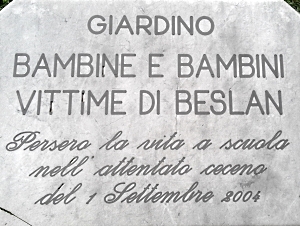 GIARDINO
BAMBINE E BAMBINI
VITTIME DI BESLAN
Persero la vita a scuola
nell'attentato ceceno
del 1 Settembre 2004